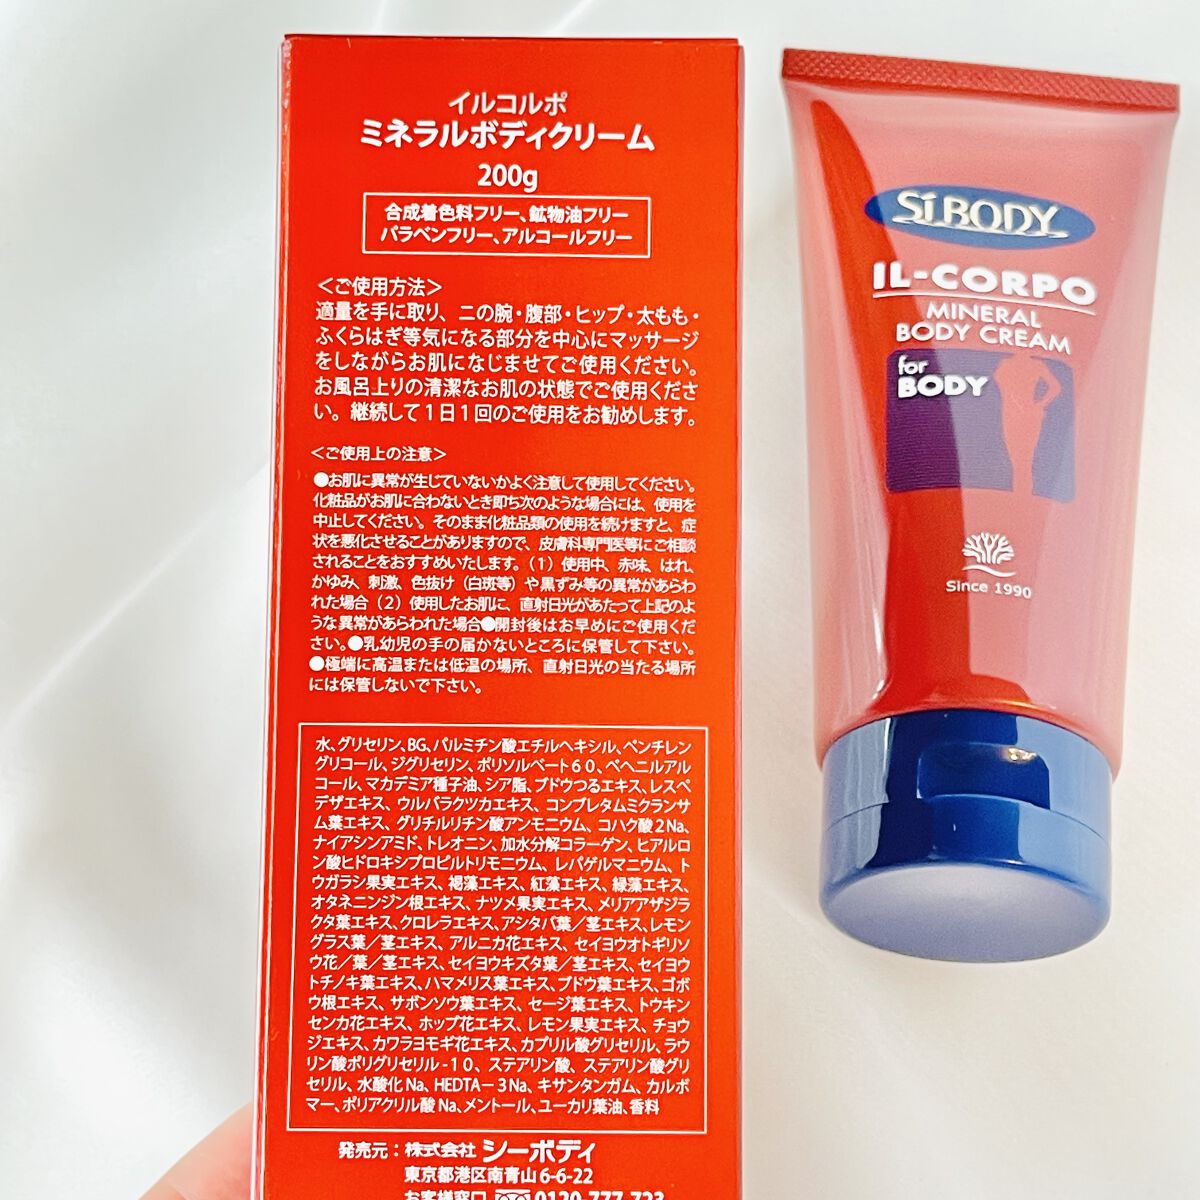 イルコルポ
ミネラルボディクリーム
200g
合成着色料フリー、鉱物油フリー
パラベンフリー、アルコールフリー
＜ご使用方法＞
適量を手に取り、二の腕・腹部・ヒップ・太もも・
ふくらはぎ等気になる部分を中心にマッサージ
をしながらお肌になじませてご使用ください。
お風呂上りの清潔なお肌の状態でご使用くださ
い。継続して１日１回のご使用をお勧めします。
＜ご使用上の注意＞
●お肌に異常が生じていないかよく注意して使用してください。
化粧品がお肌に合わないとき即ち次のような場合には、使用を
中止してください。そのまま化粧品類の使用を続けますと、症
状を悪化させることがありますので、皮膚科専門医等にご相談
されることをおすすめいたします。（1）使用中、赤味、はれ、
かゆみ、刺激、色抜け（白斑等）や黒ずみ等の異常があらわ
れた場合（2）使用したお肌に、直射日光があたって上記のよ
うな異常があらわれた場合●開封後はお早めにご使用くだ
さい。●乳幼児の手の届かないところに保管して下さい。
●極端に高温または低温の場所、直射日光の当たる場所
には保管しないで下さい。
水、グリセリン、BG、パルミチン酸エチルヘキシル、ペンチレン
グリコール、ジグリセリン、ポリソルベート６０、ベヘニルアル
コール、マカデミア種子油、シア脂、ブドウつるエキス、レスペ
デザエキス、ウルバラクツカエキス、コンブレタムミクランサ
ム葉エキス、グリチルリチン酸アンモニウム、コハク酸２Na、
ナイアシンアミド、トレオニン、加水分解コラーゲン、ヒアルロ
ン酸ヒドロキシプロピルトリモニウム、レパゲルマニウム、ト
ウガラシ果実エキス、褐藻エキス、紅藻エキス、緑藻エキス、
オタネニンジン根エキス、ナツメ果実エキス、メリアアザジラ
クタ葉エキス、クロレラエキス、アシタバ葉／茎エキス、レモン
グラス葉／茎エキス、アルニカ花エキス、セイヨウオトギリソ
ウ花／葉／茎エキス、セイヨウキズタ葉／茎エキス、セイヨウ
トチノキ葉エキス、ハマメリス葉エキス、ブドウ葉エキス、ゴボ
ウ根エキス、サボンソウ葉エキス、セージ葉エキス、トウキン
センカ花エキス、ホップ花エキス、レモン果実エキス、チョウ
ジエキス、カワラヨモギ花エキス、カプリル酸グリセリル、ラウ
リン酸ポリグリセリル-１０、ステアリン酸、ステアリン酸グリ
セリル、水酸化Na、HEDTA－３Na、キサンタンガム、カルボ
マー、ポリアクリル酸Na、メントール、ユーカリ葉油、香料
発売元：株式会社 シーボディ
東京都港区南青山6-6-22
お客様窓口 0120-777-723
SíBODY
IL-CORPO
MINERAL
BODY CREAM
for
BODY
Since 1990